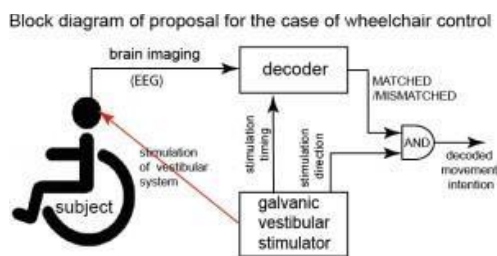 Block diagram of proposal for the case of wheelchair control
brain imaging
(EEG)
decoder
MATCHED
/MISMATCHED
stimulation
of vestibular
system
stimulation
timing
stimulation
direction
AND
decoded
movement
intention
subject
galvanic
vestibular
stimulator